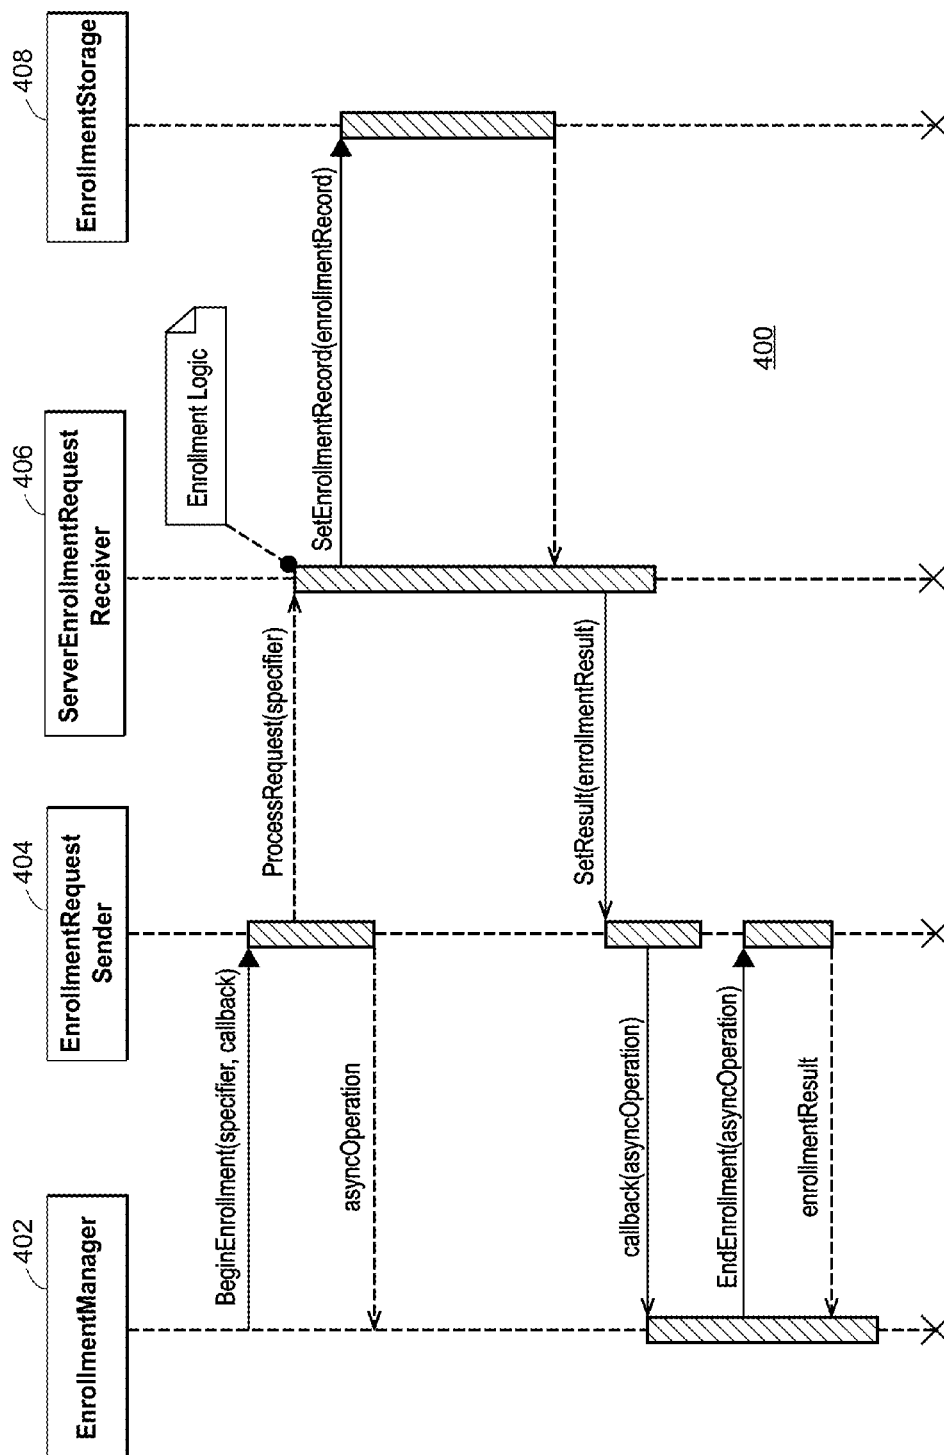 402
EnrollmentManager
404
EnrollmentRequest
Sender
406
ServerEnrollmentRequest
Receiver
408
EnrollmentStorage
Enrollment Logic
BeginEnrollment(specifier, callback)
ProcessRequest(specifier)
SetEnrollmentRecord(enrollmentRecord)
asyncOperation
SetResult(enrollmentResult)
callback(asyncOperation)
EndEnrollment(asyncOperation)
enrollmentResult
400